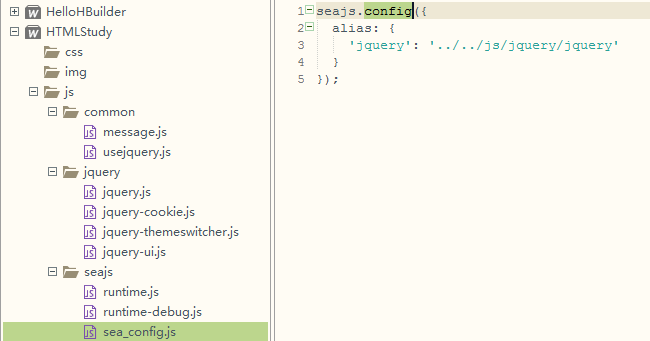 HelloHBuilder
HTMLStudy
css
img
js
common
message.js
usejquery.js
jquery
jquery.js
jquery-cookie.js
jquery-themeswitcher.js
jquery-ui.js
seajs
runtime.js
runtime-debug.js
sea_config.js
1 seajs.config({
2 alias: {
3 'jquery': '../../js/jquery/jquery'
4 }
5 });